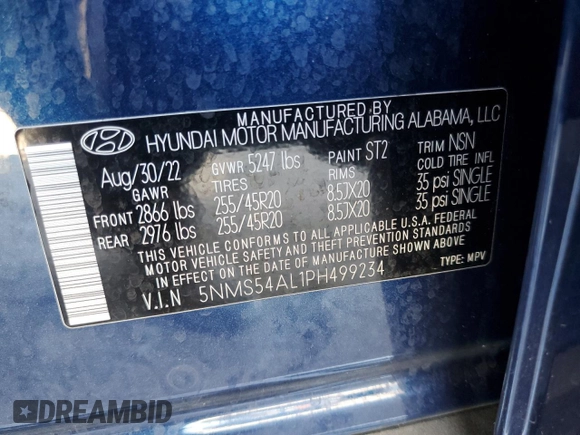 MANUFACTURED BY
HYUNDAI MOTOR MANUFACTURING ALABAMA, LLC
Aug/30/22 GVWR 5247 lbs PAINT ST2 TRIM NSN
GAWR TIRES RIMS COLD TIRE INFL
FRONT 2866 lbs 255/45R20 8.5JX20 35 psi SINGLE
REAR 2976 lbs 255/45R20 8.5JX20 35 psi SINGLE
THIS VEHICLE CONFORMS TO ALL APPLICABLE U.S.A. FEDERAL
MOTOR VEHICLE SAFETY AND THEFT PREVENTION STANDARDS
IN EFFECT ON THE DATE OF MANUFACTURE SHOWN ABOVE.
V.I.N 5NMS54AL1PH499234 TYPE: MPV
DREAMBID